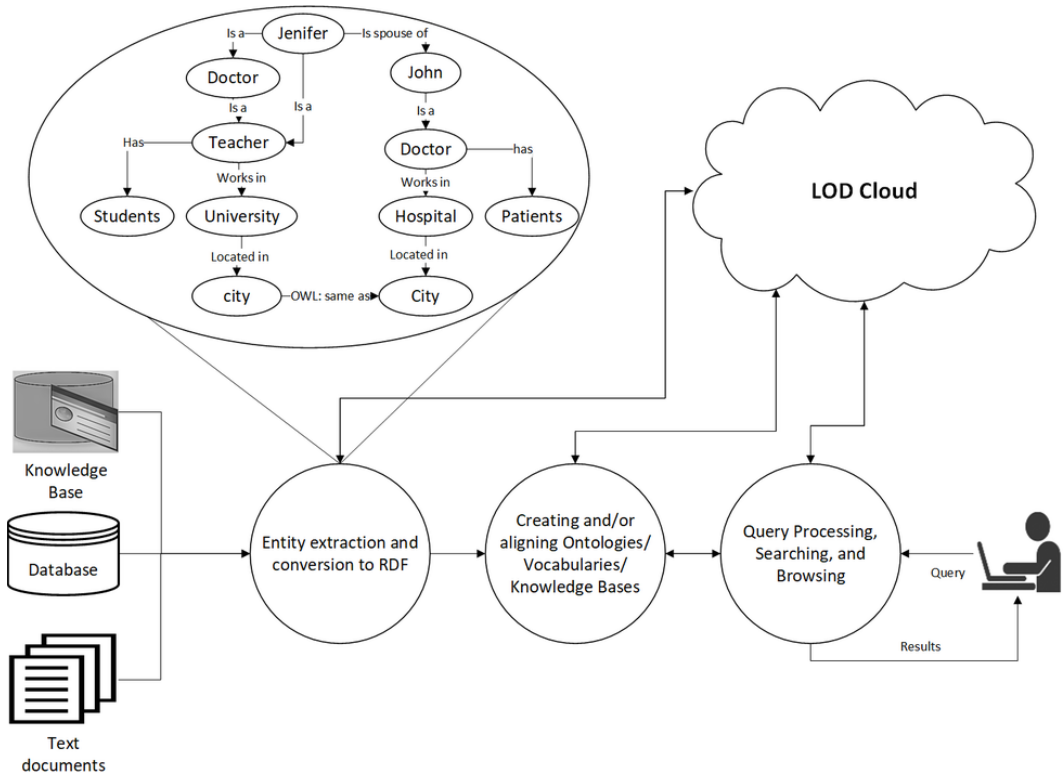 Jenifer
Is a
Is spouse of
Doctor
John
Is a
Is a
Is a
Teacher
Doctor
Has
has
Works in
Works in
Students
University
Hospital
Patients
Located in
Located in
city
OWL: same as
City
LOD Cloud
Knowledge
Base
Database
Text
documents
Entity extraction and
conversion to RDF
Creating and/or
aligning Ontologies/
Vocabularies/
Knowledge Bases
Query Processing,
Searching, and
Browsing
Query
Results